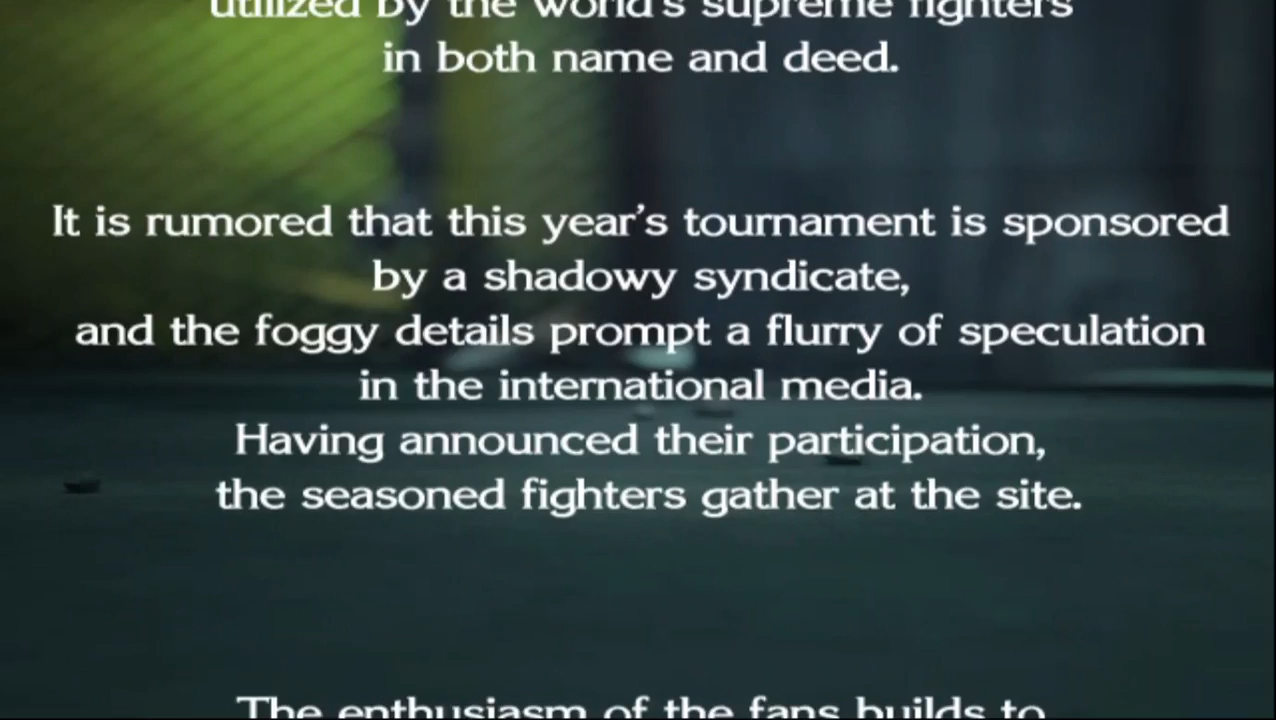 utilized by the world's supreme fighters
in both name and deed.
It is rumored that this year's tournament is sponsored
by a shadowy syndicate,
and the foggy details prompt a flurry of speculation
in the international media.
Having announced their participation,
the seasoned fighters gather at the site.
The enthusiasm of the fans builds to